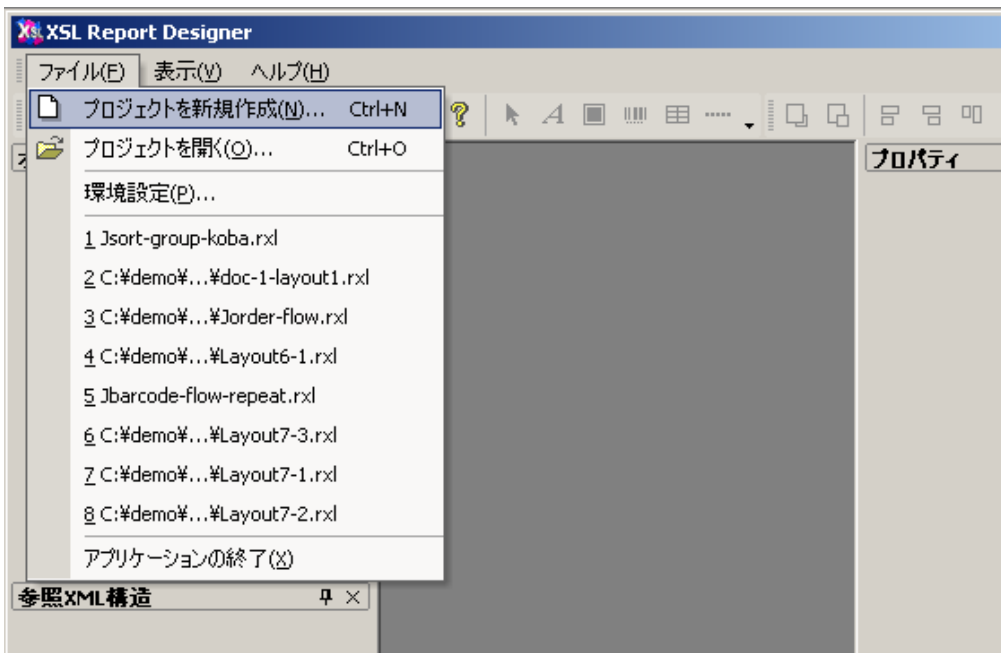 XSL Report Designer
ファイル(F) 表示(V) ヘルプ(H)
プロジェクトを新規作成(N)... Ctrl+N
プロジェクトを開く(O)... Ctrl+O
環境設定(P)...
1 Jsort-group-koba.rxl
2 C:¥demo¥...¥doc-1-layout1.rxl
3 C:¥demo¥...¥Jorder-flow.rxl
4 C:¥demo¥...¥Layout6-1.rxl
5 Jbarcode-flow-repeat.rxl
6 C:¥demo¥...¥Layout7-3.rxl
7 C:¥demo¥...¥Layout7-1.rxl
8 C:¥demo¥...¥Layout7-2.rxl
アプリケーションの終了(X)
プロパティ
参照XML構造